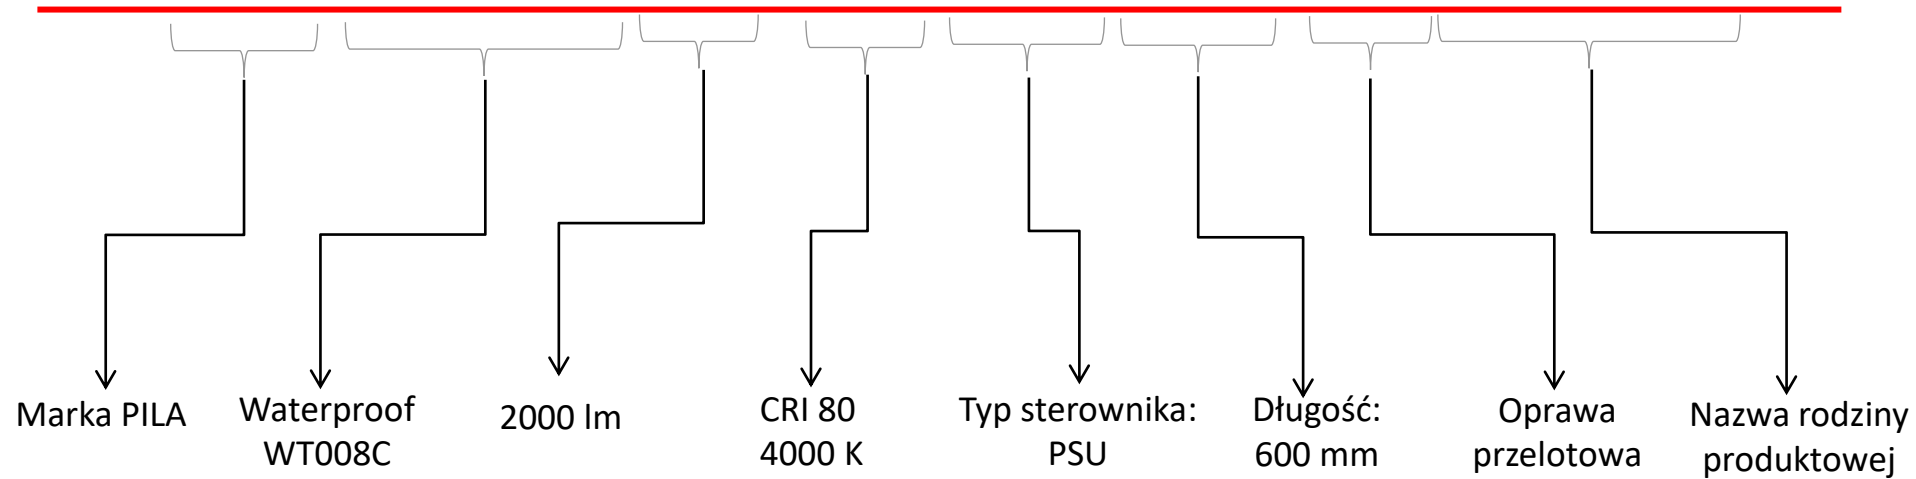 Marka PILA
Waterproof
WT008C
2000 lm
CRI 80
4000 K
Typ sterownika:
PSU
Długość:
600 mm
Oprawa
przelotowa
Nazwa rodziny
produktowej